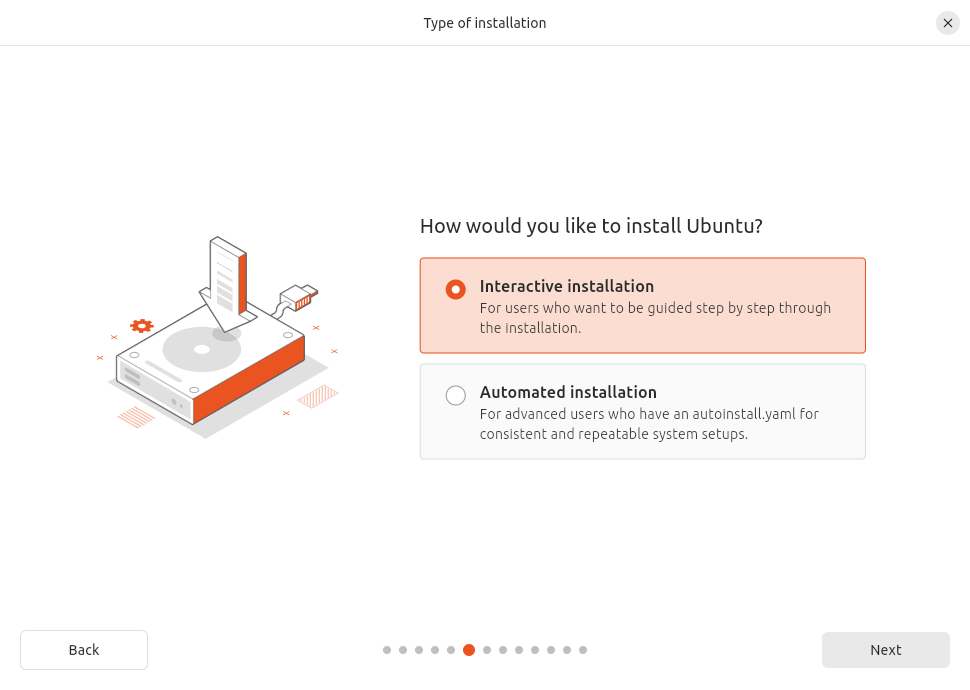 Type of installation
How would you like to install Ubuntu?
Interactive installation
For users who want to be guided step by step through
the installation.
Automated installation
For advanced users who have an autoinstall.yaml for
consistent and repeatable system setups.
Back
Next